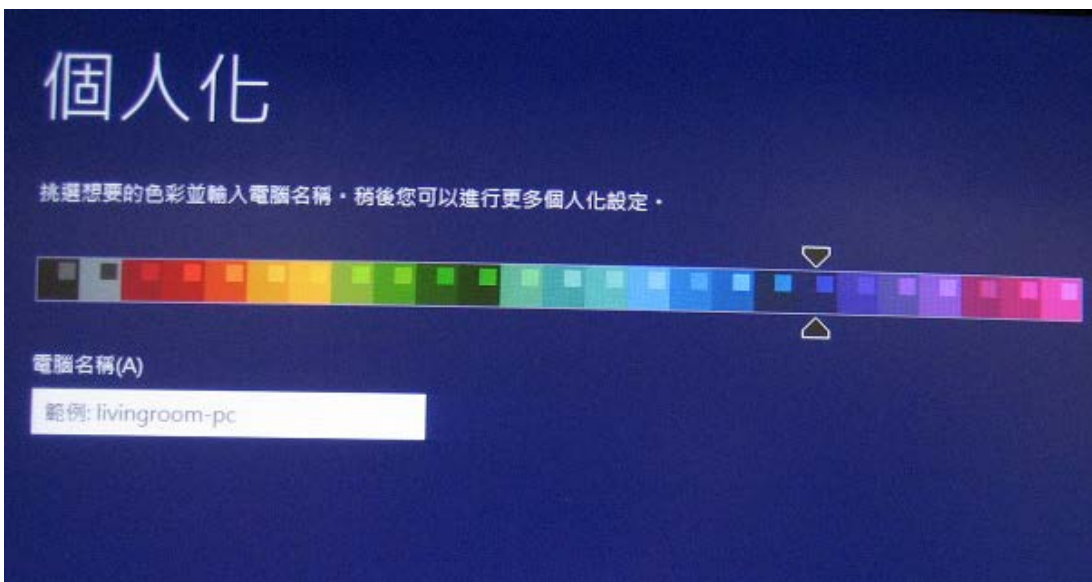 個人化
挑選想要的色彩並輸入電腦名稱。稍後您可以進行更多個人化設定。
電腦名稱(A)
範例: livingroom-pc